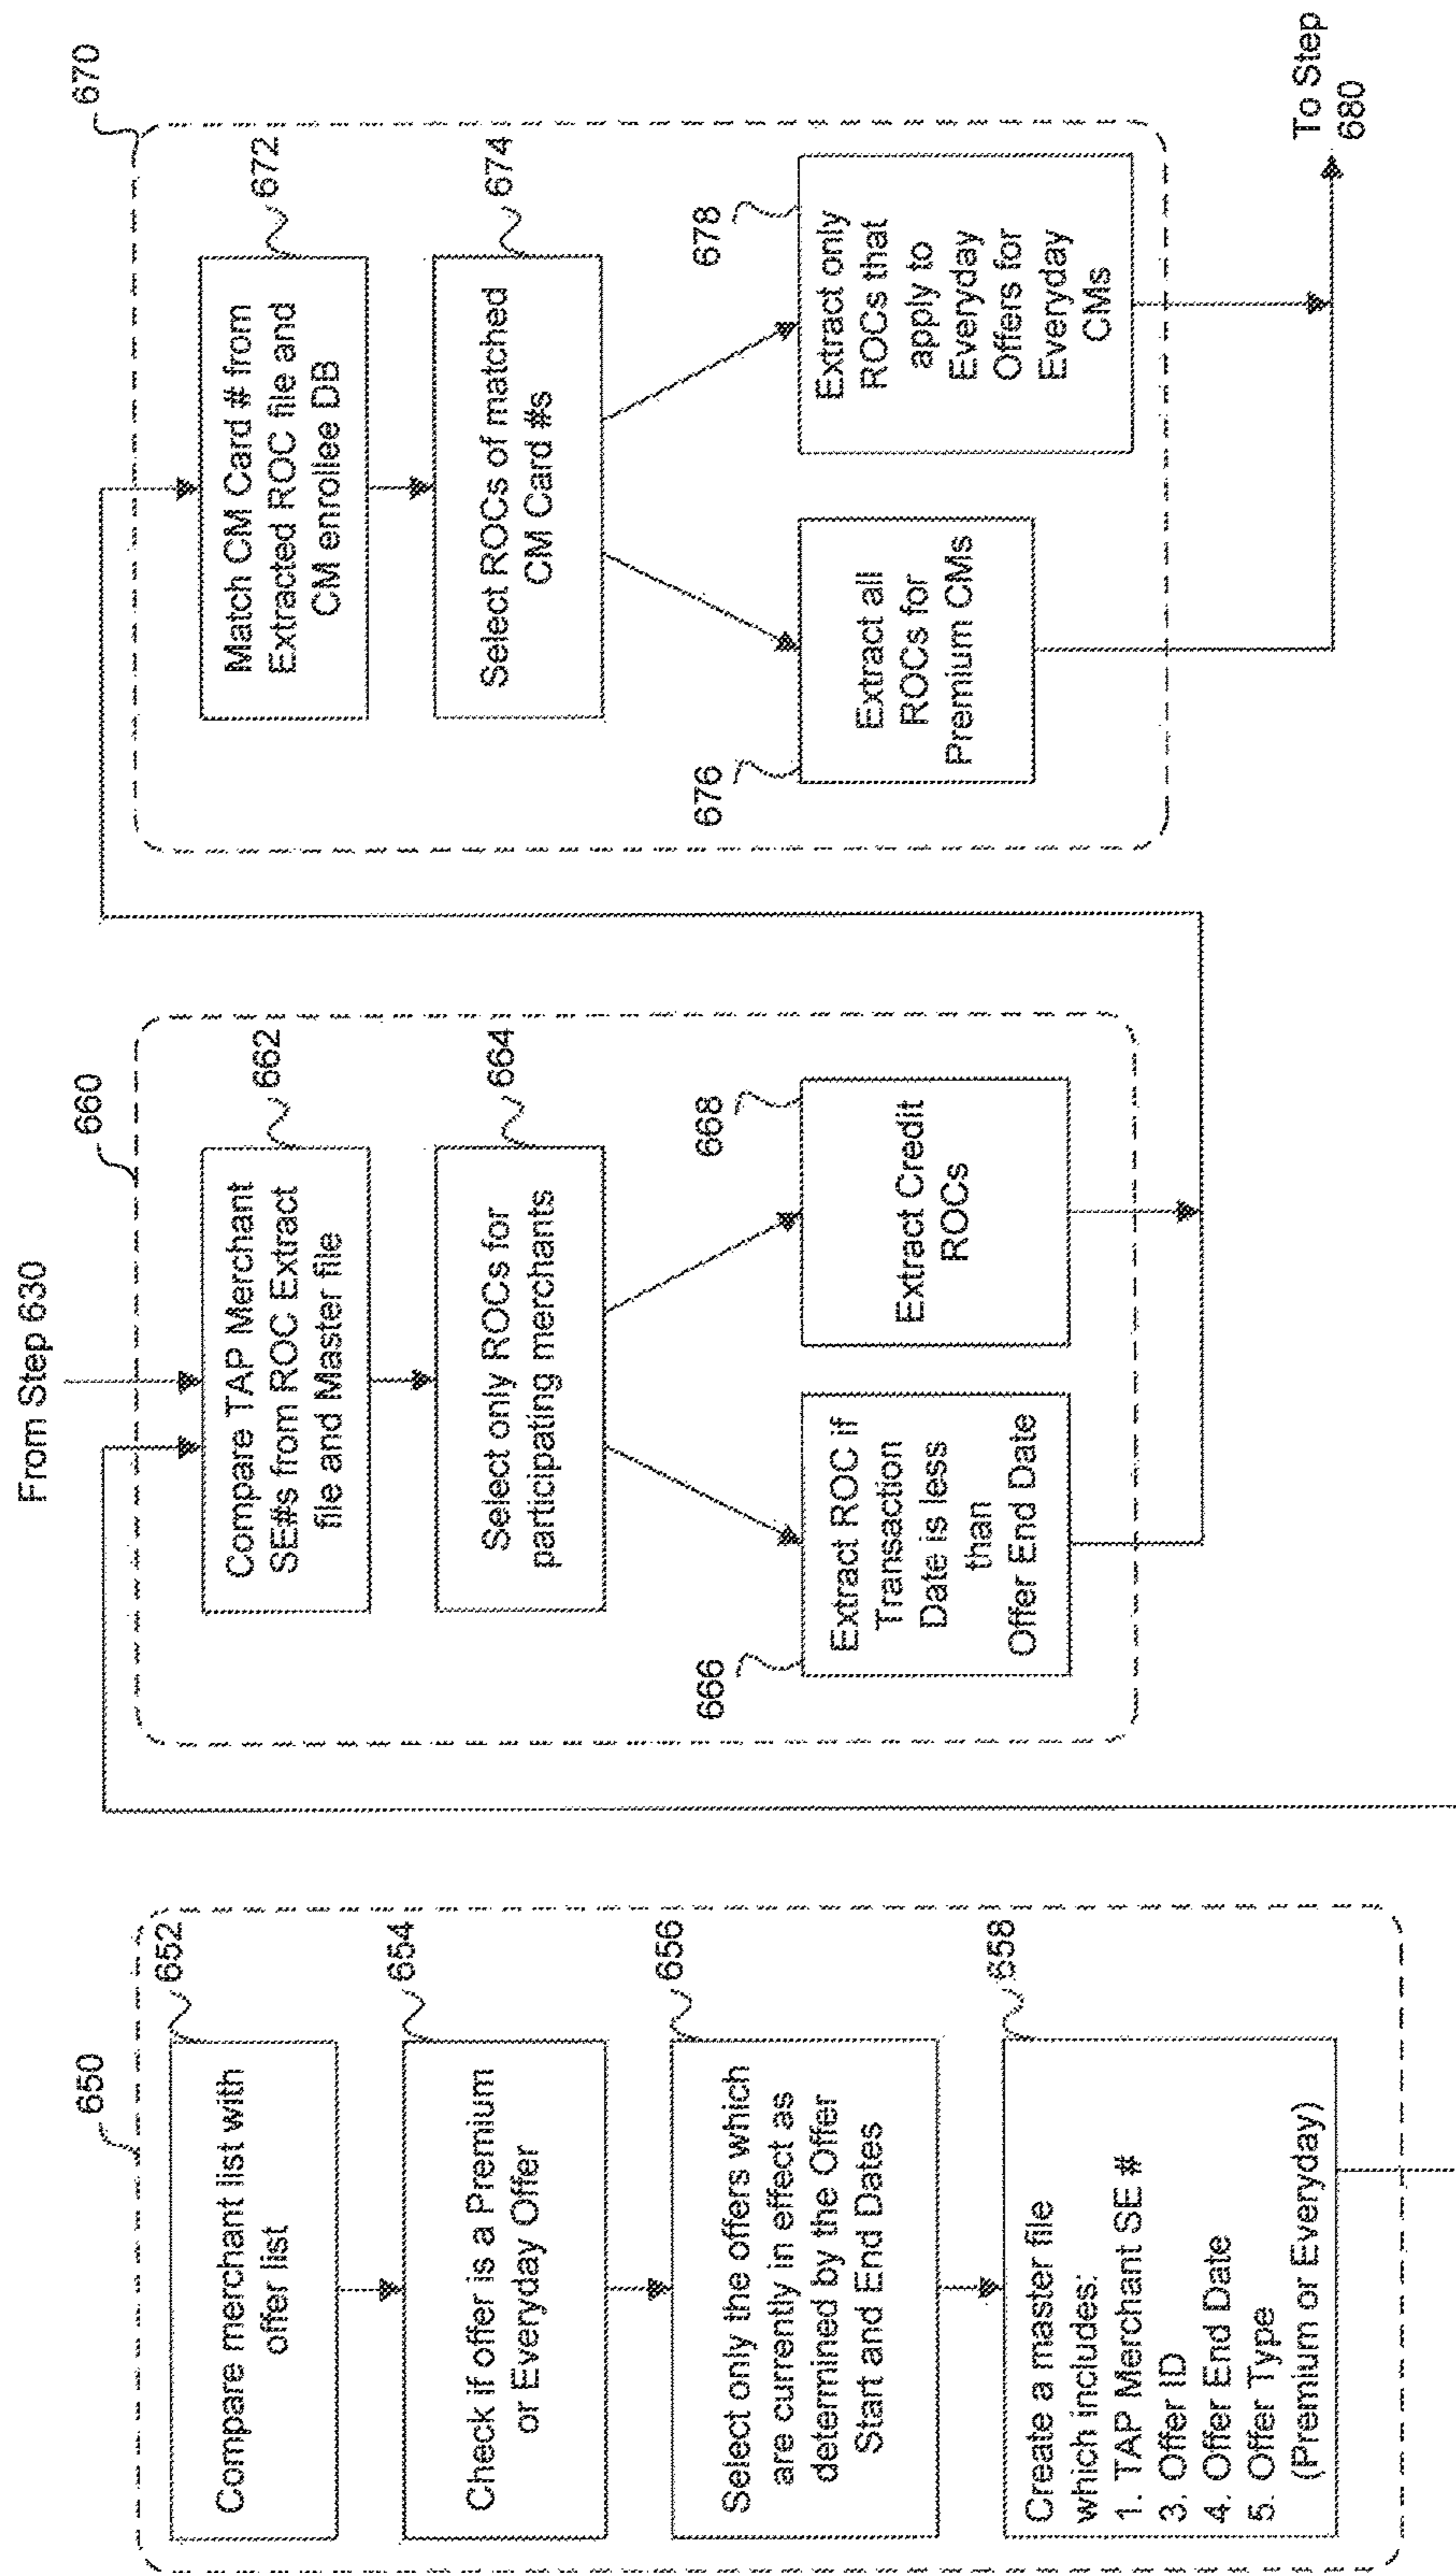 650
652
Compare merchant list with
offer list
654
Check if offer is a Premium
or Everyday Offer
656
Select only the offers which
are currently in effect as
determined by the Offer
Start and End Dates
658
Create a master file
which includes:
1. TAP Merchant SE #
3. Offer ID
4. Offer End Date
5. Offer Type
(Premium or Everyday)
From Step 630
660
662
Compare TAP Merchant
SE#s from ROC Extract
file and Master file
664
Select only ROCs for
participating merchants
666
Extract ROC if
Transaction
Date is less
than
Offer End Date
668
Extract Credit
ROCs
670
672
Match CM Card # from
Extracted ROC file and
CM enrollee DB
674
Select ROCs of matched
CM Card #s
676
Extract all
ROCs for
Premium CMs
678
Extract only
ROCs that
apply to
Everyday
Offers for
Everyday
CMs
To Step
680